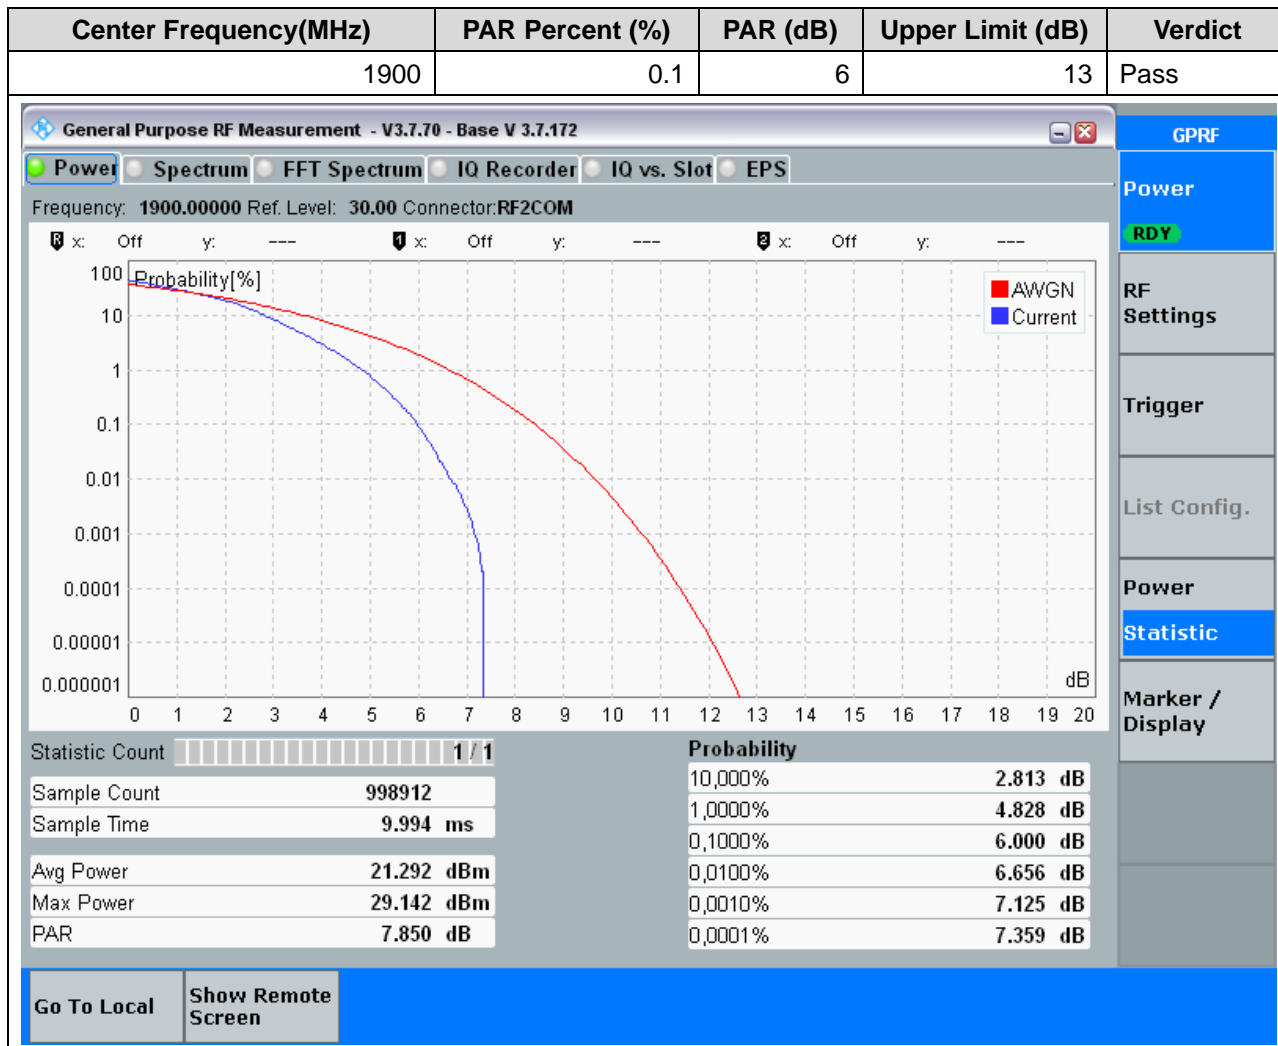 Center Frequency(MHz) PAR Percent (%) PAR (dB) Upper Limit (dB) Verdict
1900 0.1 6 13 Pass
General Purpose RF Measurement - V3.7.70 - Base V 3.7.172
GPRF
Power Spectrum FFT Spectrum IQ Recorder IQ vs. Slot EPS
Power
RDY
Frequency: 1900.00000 Ref. Level: 30.00 Connector:RF2COM
R x: Off y: --- 1 x: Off y: --- 2 x: Off y: ---
Probability[%]
AWGN
Current
100
10
1
0.1
0.01
0.001
0.0001
0.00001
0.000001
dB
0 1 2 3 4 5 6 7 8 9 10 11 12 13 14 15 16 17 18 19 20
RF
Settings
Trigger
List Config.
Power
Statistic
Marker /
Display
Statistic Count 1 / 1
Sample Count 998912
Sample Time 9.994 ms
Avg Power 21.292 dBm
Max Power 29.142 dBm
PAR 7.850 dB
Probability
10,000% 2.813 dB
1,0000% 4.828 dB
0,1000% 6.000 dB
0,0100% 6.656 dB
0,0010% 7.125 dB
0,0001% 7.359 dB
Go To Local
Show Remote
Screen